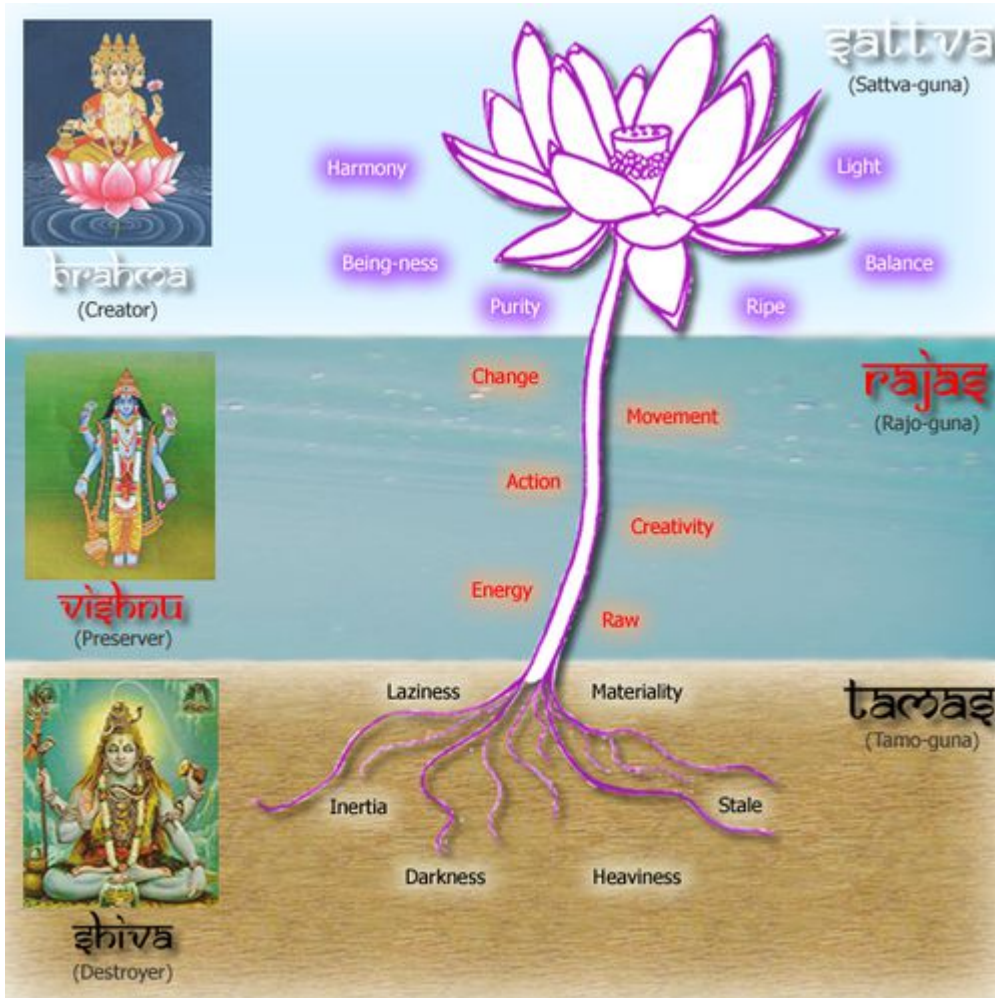 sattva
(Sattva-guna)
Harmony
Light
Being-ness
Balance
Purity
Ripe
brahma
(Creator)
Change
rajas
(Rajo-guna)
Movement
Action
Creativity
Energy
Raw
vishnu
(Preserver)
Laziness
Materiality
tamas
(Tamo-guna)
Inertia
Stale
Darkness
Heaviness
shiva
(Destroyer)